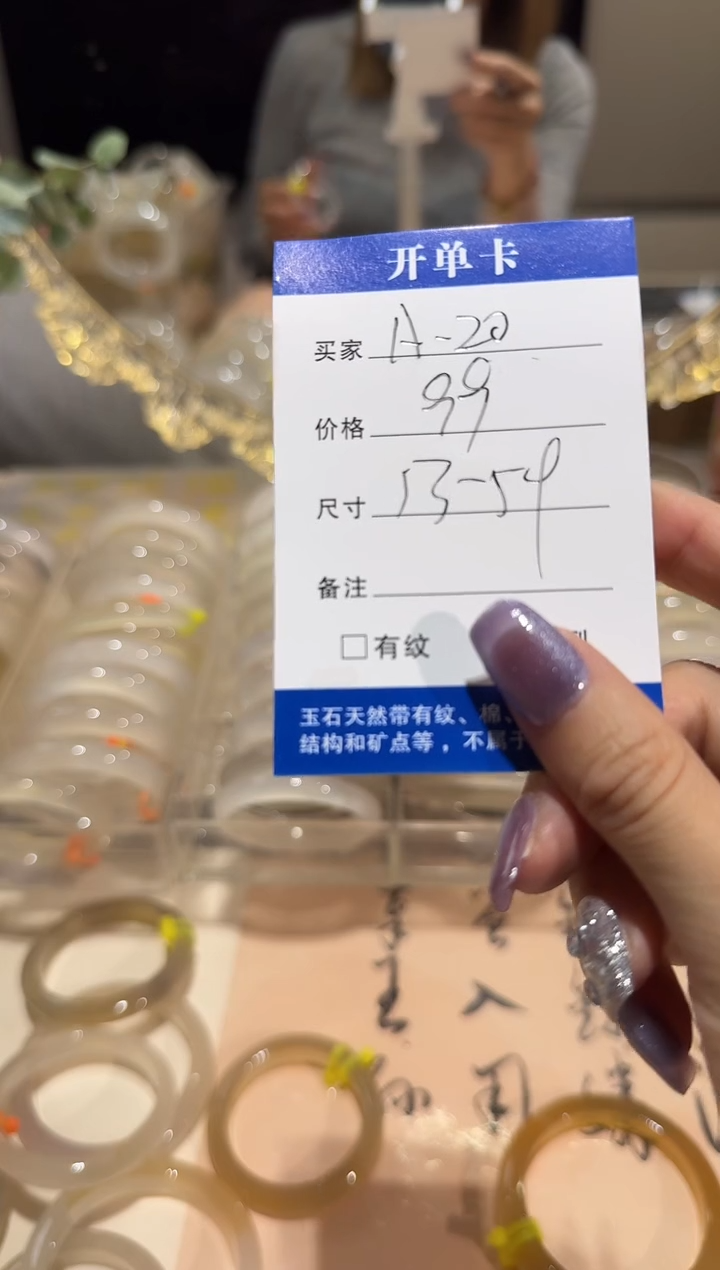 开单卡
买家 A-20
价格 99
尺寸 53-54
备注
□有纹
玉石天然带有纹、棉、
结构和矿点等，不属于